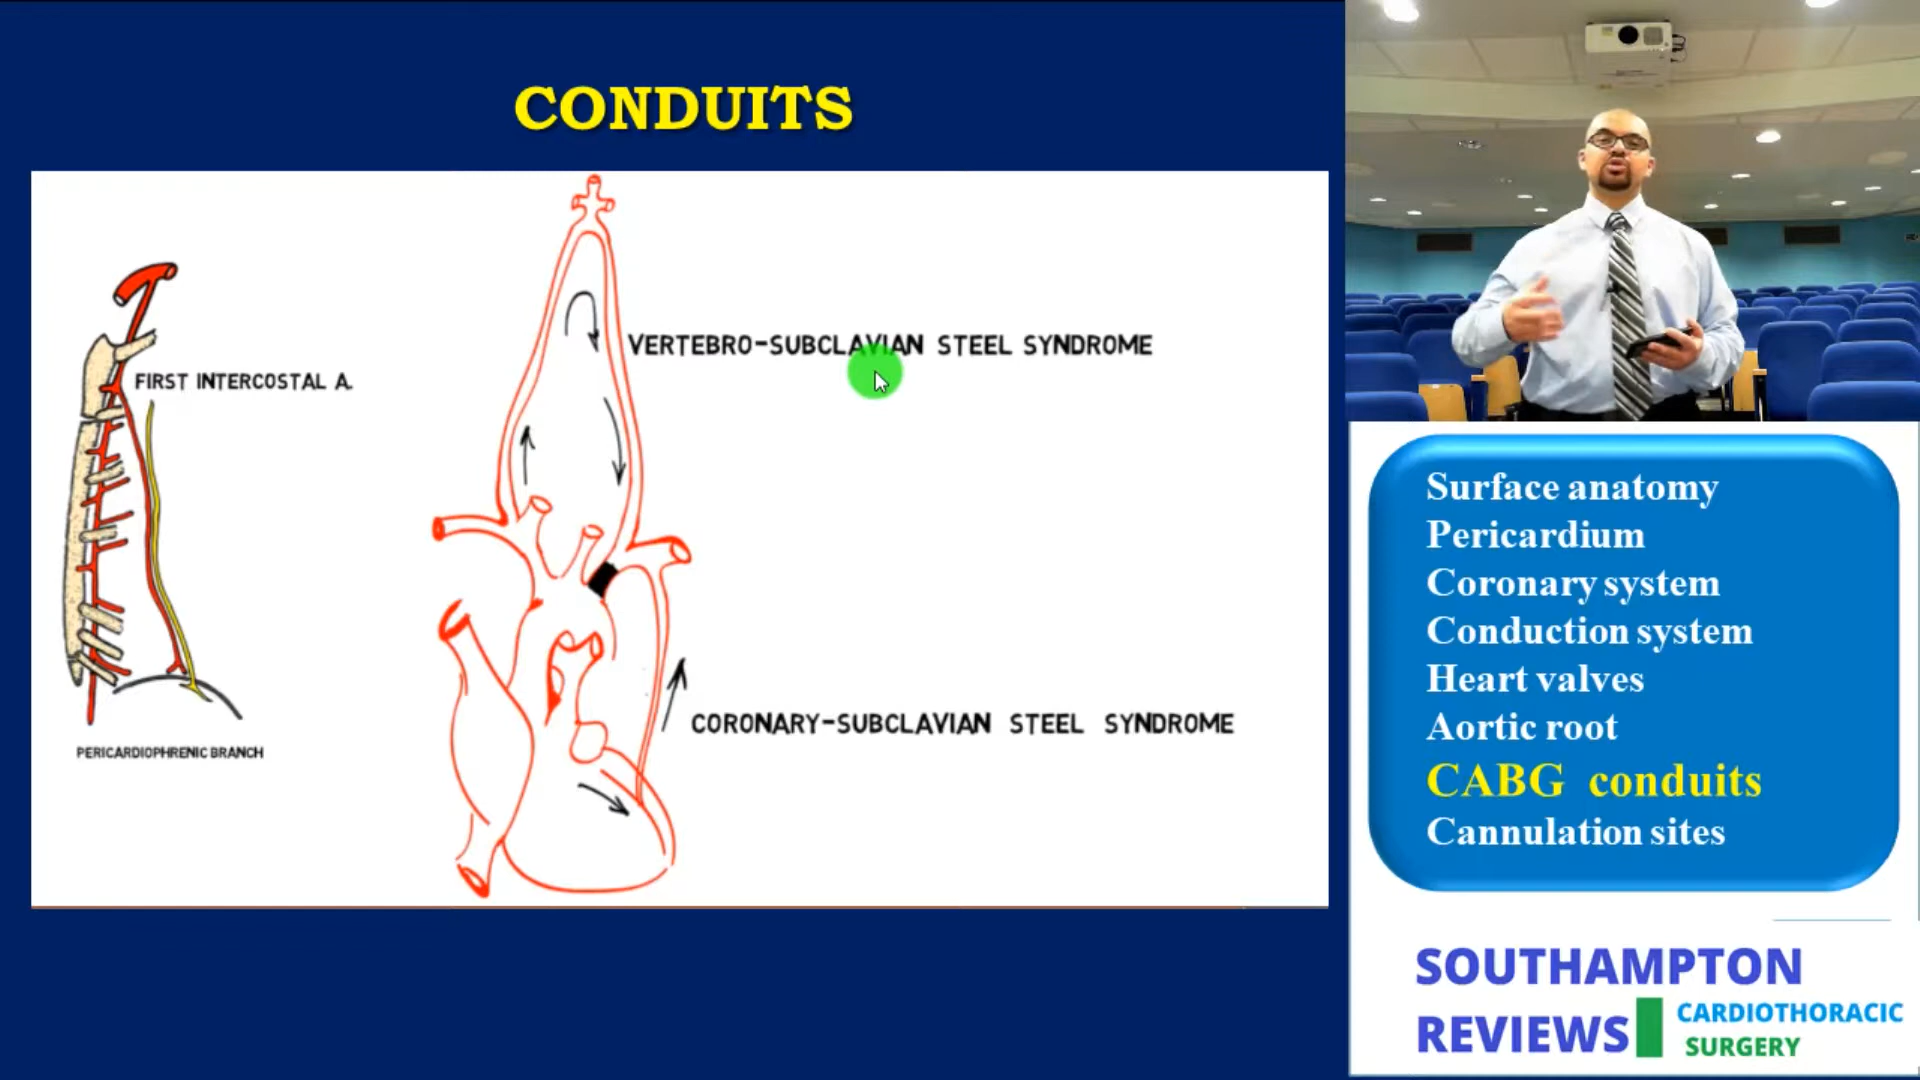 CONDUITS
FIRST INTERCOSTAL A.
PERICARDIOPHRENIC BRANCH
VERTEBRO-SUBCLAVIAN STEEL SYNDROME
CORONARY-SUBCLAVIAN STEEL SYNDROME
Surface anatomy
Pericardium
Coronary system
Conduction system
Heart valves
Aortic root
CABG conduits
Cannulation sites
SOUTHAMPTON
REVIEWS
CARDIOTHORACIC
SURGERY